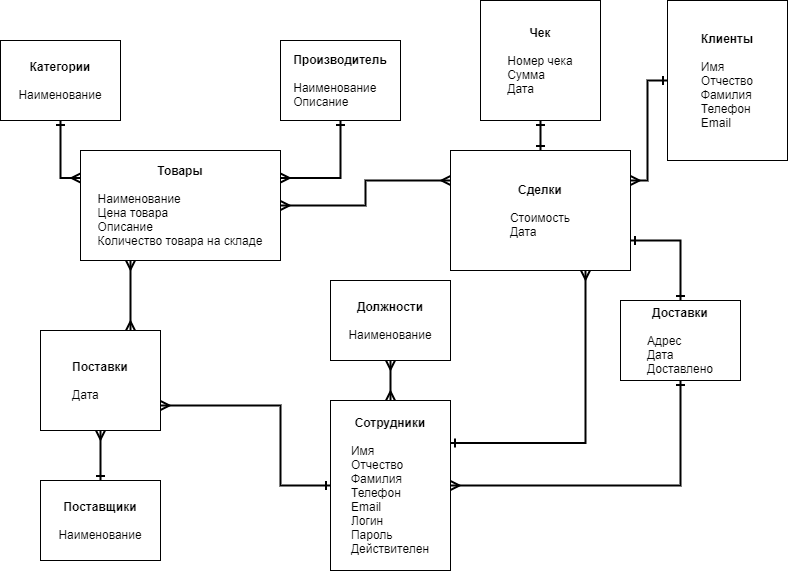 Категории
Наименование
Производитель
Наименование
Описание
Чек
Номер чека
Сумма
Дата
Клиенты
Имя
Отчество
Фамилия
Телефон
Email
Товары
Наименование
Цена товара
Описание
Количество товара на складе
Сделки
Стоимость
Дата
Должности
Наименование
Доставки
Адрес
Дата
Доставлено
Поставки
Дата
Сотрудники
Имя
Отчество
Фамилия
Телефон
Email
Логин
Пароль
Действителен
Поставщики
Наименование